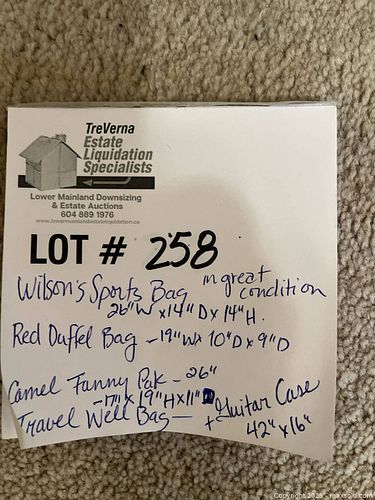 TreVerna
Estate
Liquidation
Specialists
Lower Mainland Downsizing
& Estate Auctions
604 889 1976
www.lowermainlandestateliquidation.ca
LOT # 258
Wilson's Sports Bag in great condition
26"W x 14"D x 14"H.
Red Duffel Bag - 19"W x 10"D x 9"D
Camel Fanny Pak - 26"
- 17" x 19"H x 11"D
Travel Well Bag - + Guitar Case
42" x 16"
Copyright 2025 - maxsold.com